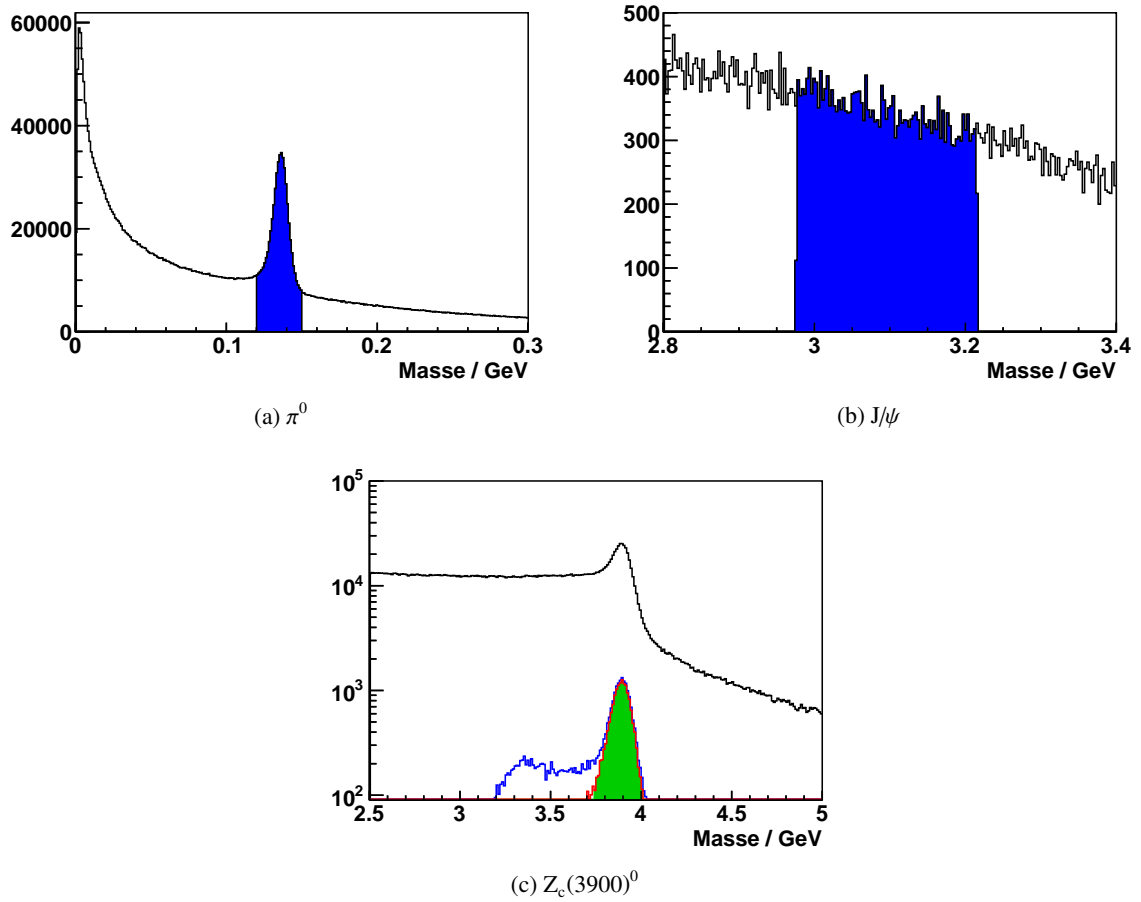 60000
40000
20000
0
0 0.1 0.2 0.3
Masse / GeV
(a) π⁰
500
400
300
200
100
0
2.8 3 3.2 3.4
Masse / GeV
(b) J/ψ
10⁵
10⁴
10³
10²
2.5 3 3.5 4 4.5 5
Masse / GeV
(c) Z_c(3900)⁰